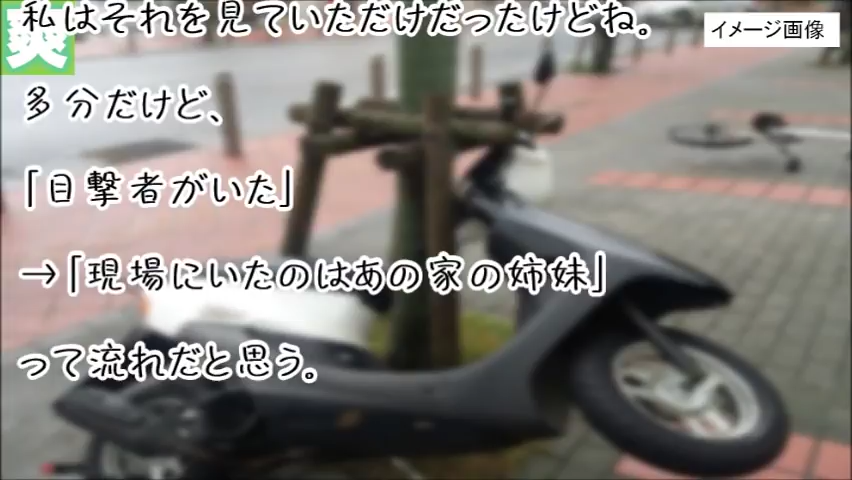 私はそれを見ていただけだったけどね。
イメージ画像
爽
多分だけど、
「目撃者がいた」
→「現場にいたのはあの家の姉妹」
って流れだと思う。